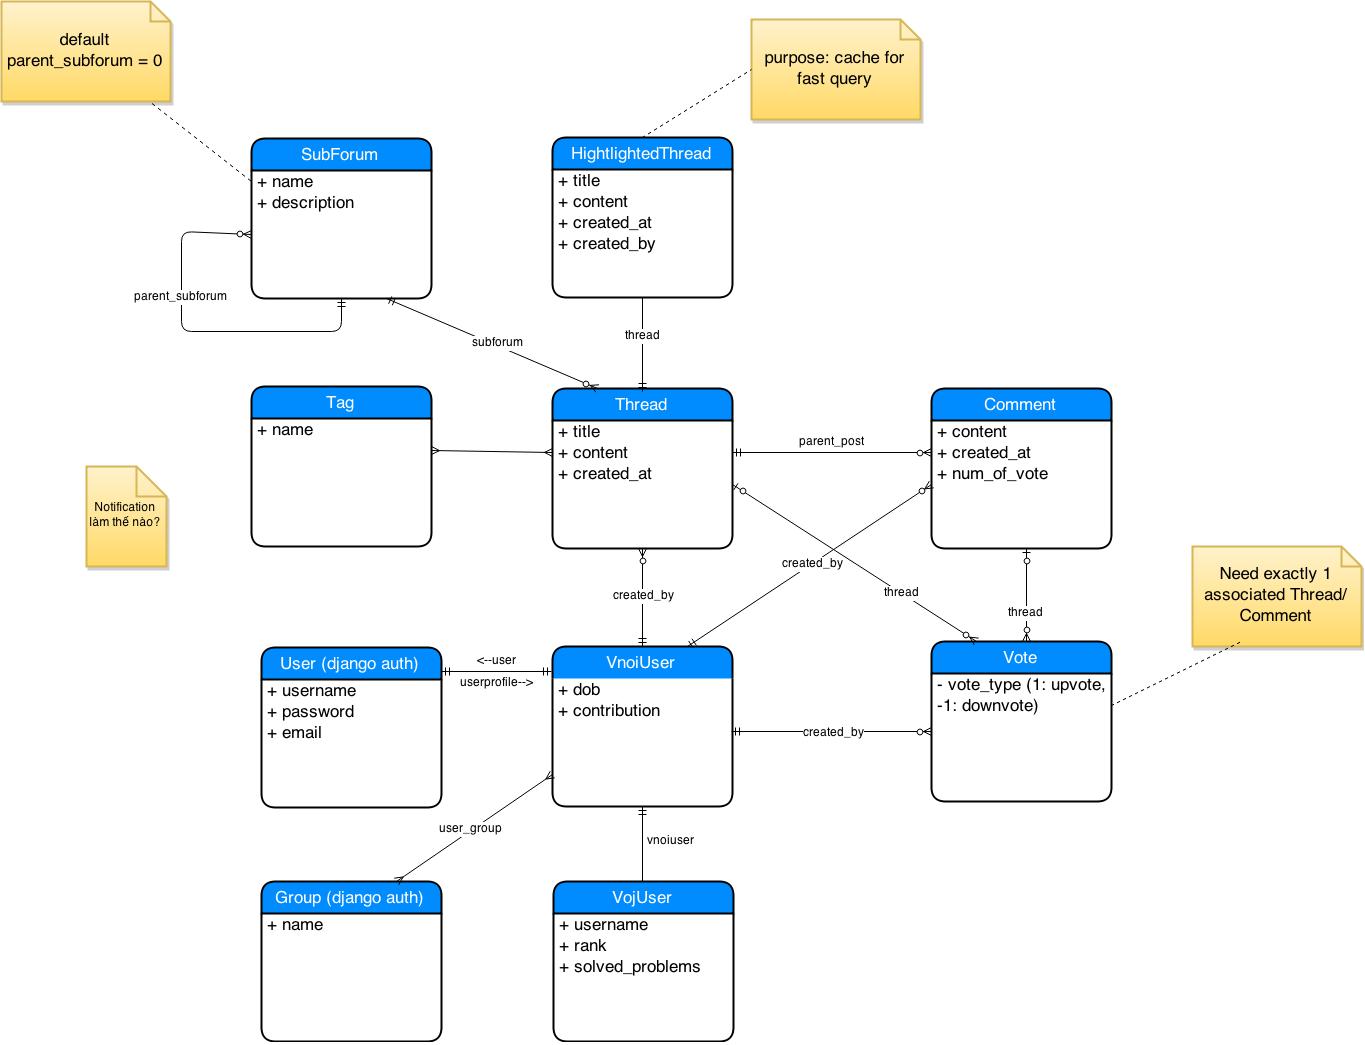 default
parent_subforum = 0
purpose: cache for
fast query
SubForum
+ name
+ description
HightlightedThread
+ title
+ content
+ created_at
+ created_by
parent_subforum
subforum
thread
Tag
+ name
Thread
+ title
+ content
+ created_at
parent_post
Comment
+ content
+ created_at
+ num_of_vote
Notification
làm thế nào?
created_by
thread
created_by
thread
Need exactly 1
associated Thread/
Comment
User (django auth)
+ username
+ password
+ email
<--user
userprofile-->
VnoiUser
+ dob
+ contribution
created_by
Vote
- vote_type (1: upvote,
-1: downvote)
user_group
vnoiuser
Group (django auth)
+ name
VojUser
+ username
+ rank
+ solved_problems